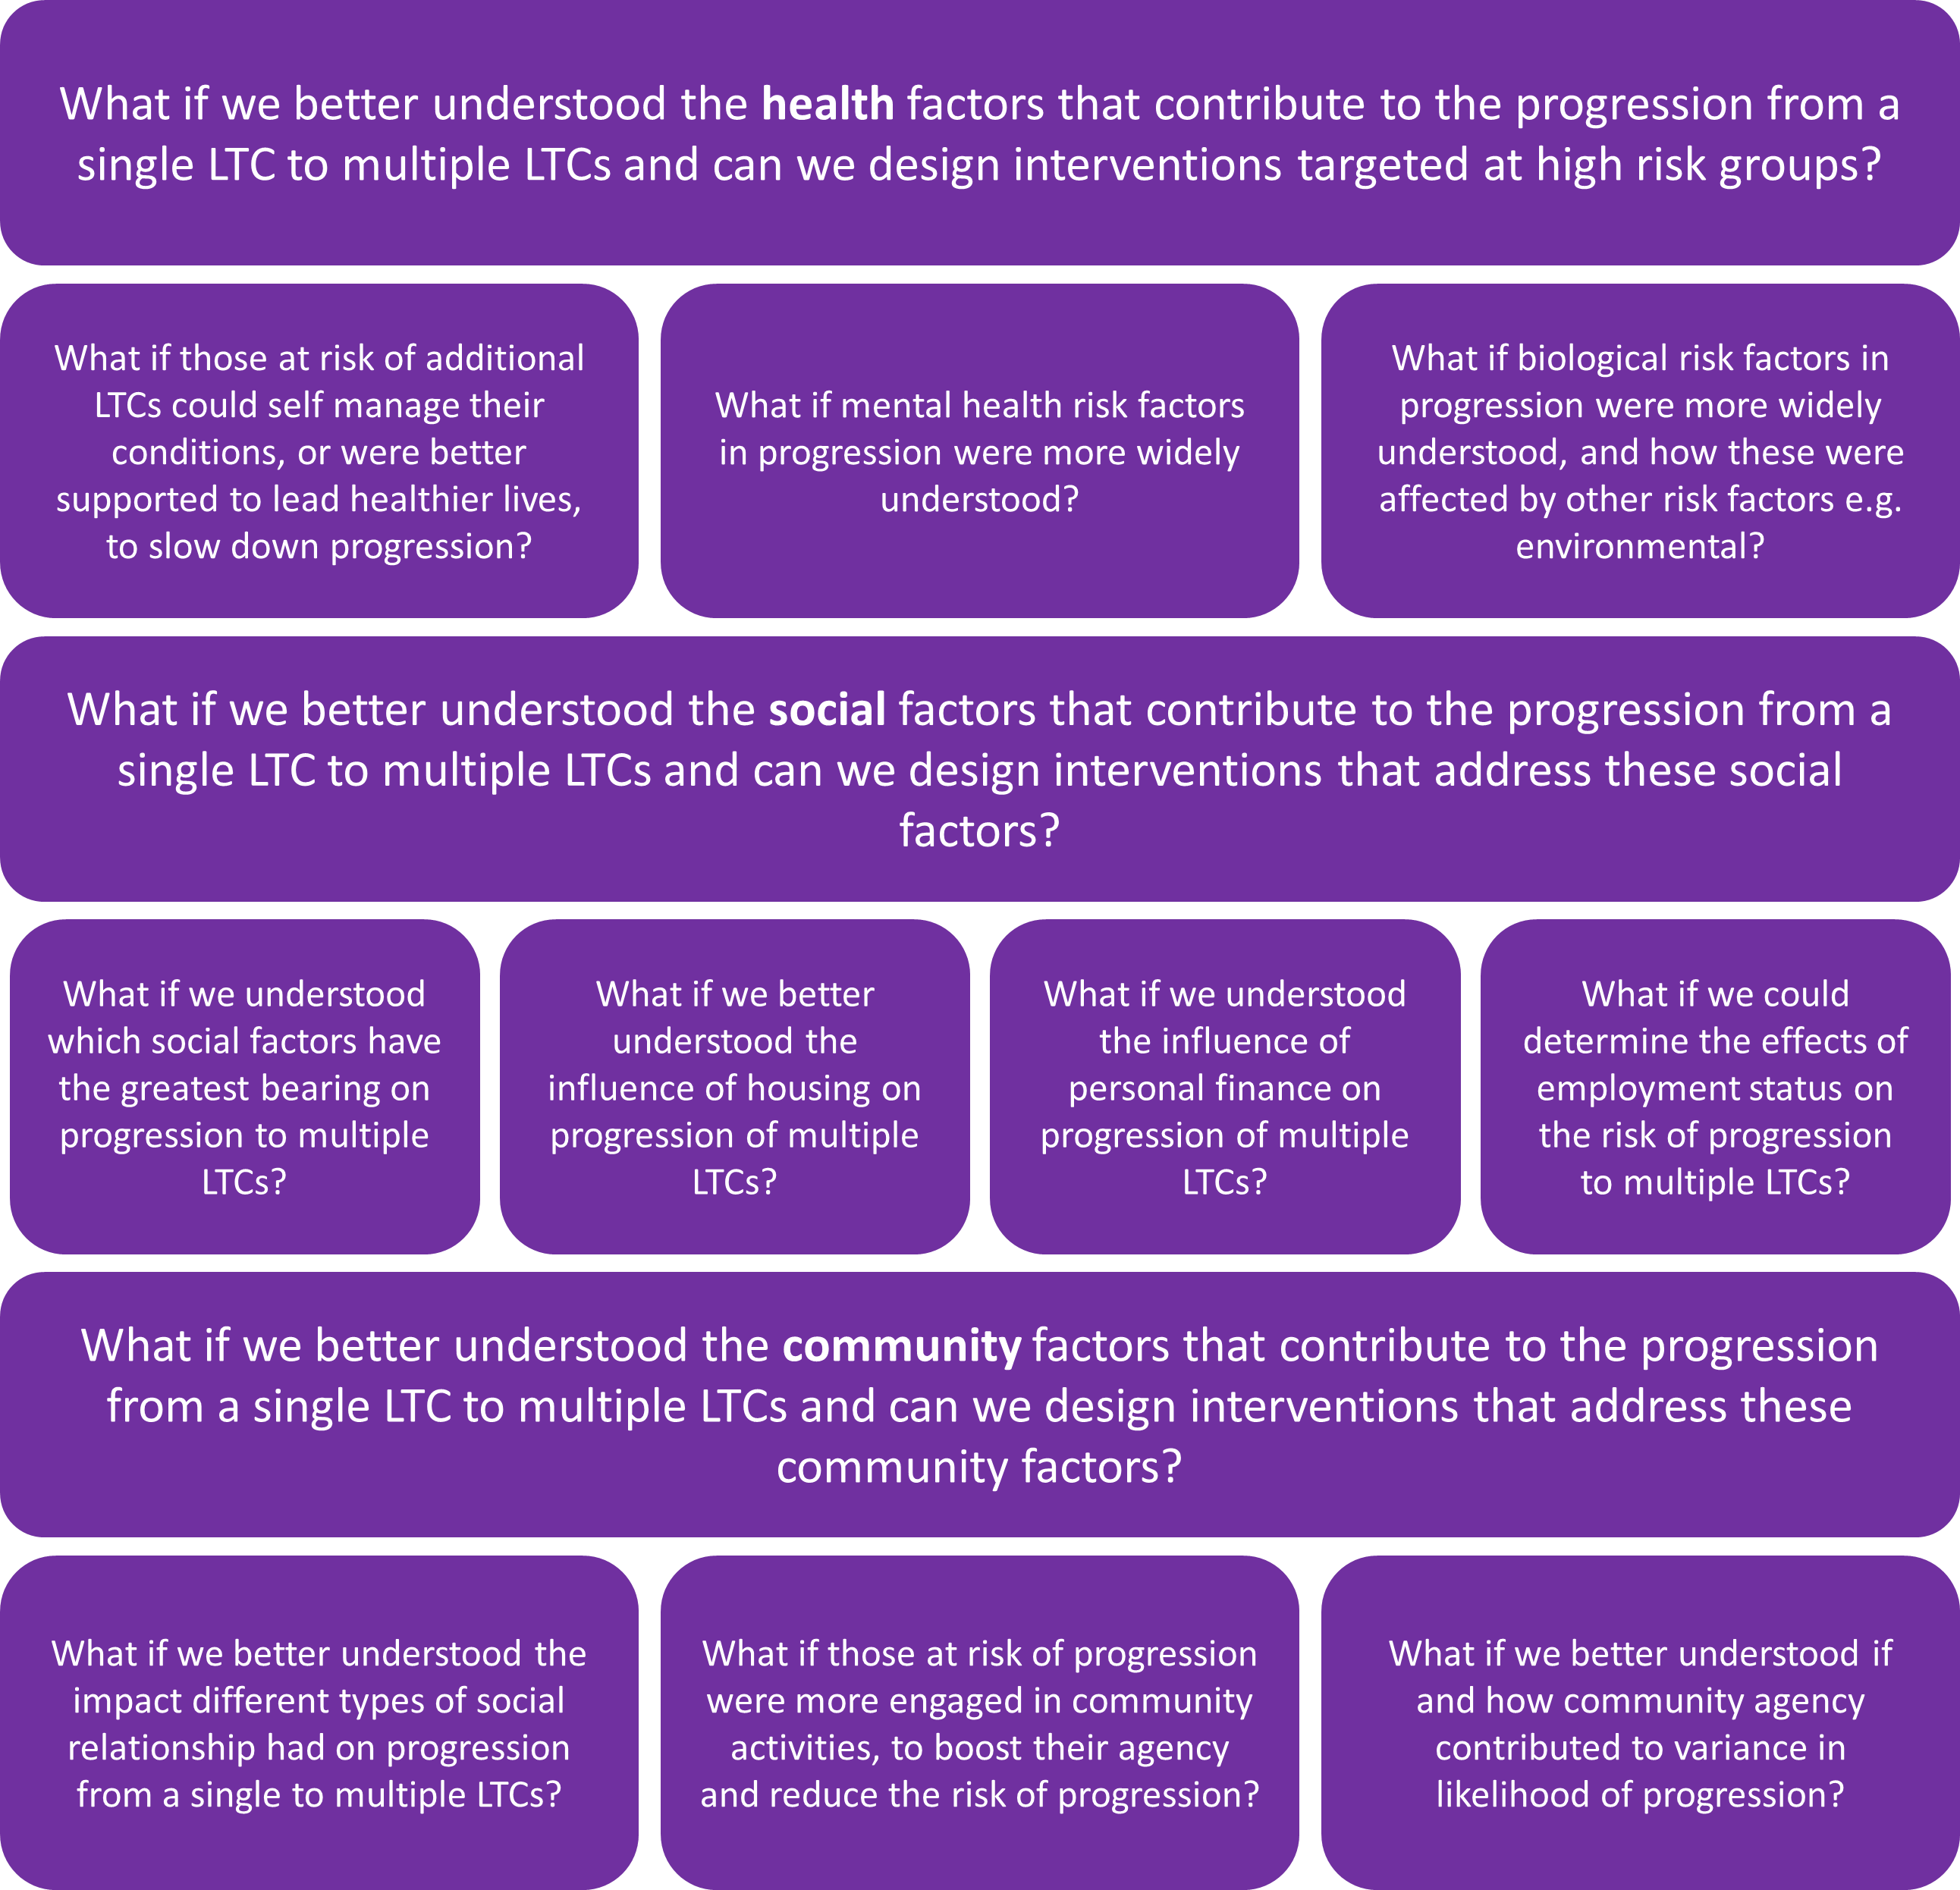 What if we better understood the health factors that contribute to the progression from a
single LTC to multiple LTCs and can we design interventions targeted at high risk groups?
What if those at risk of additional
LTCs could self manage their
conditions, or were better
supported to lead healthier lives,
to slow down progression?
What if mental health risk factors
in progression were more widely
understood?
What if biological risk factors in
progression were more widely
understood, and how these were
affected by other risk factors e.g.
environmental?
What if we better understood the social factors that contribute to the progression from a
single LTC to multiple LTCs and can we design interventions that address these social
factors?
What if we understood
which social factors have
the greatest bearing on
progression to multiple
LTCs?
What if we better
understood the
influence of housing on
progression of multiple
LTCs?
What if we understood
the influence of
personal finance on
progression of multiple
LTCs?
What if we could
determine the effects of
employment status on
the risk of progression
to multiple LTCs?
What if we better understood the community factors that contribute to the progression
from a single LTC to multiple LTCs and can we design interventions that address these
community factors?
What if we better understood the
impact different types of social
relationship had on progression
from a single to multiple LTCs?
What if those at risk of progression
were more engaged in community
activities, to boost their agency
and reduce the risk of progression?
What if we better understood if
and how community agency
contributed to variance in
likelihood of progression?